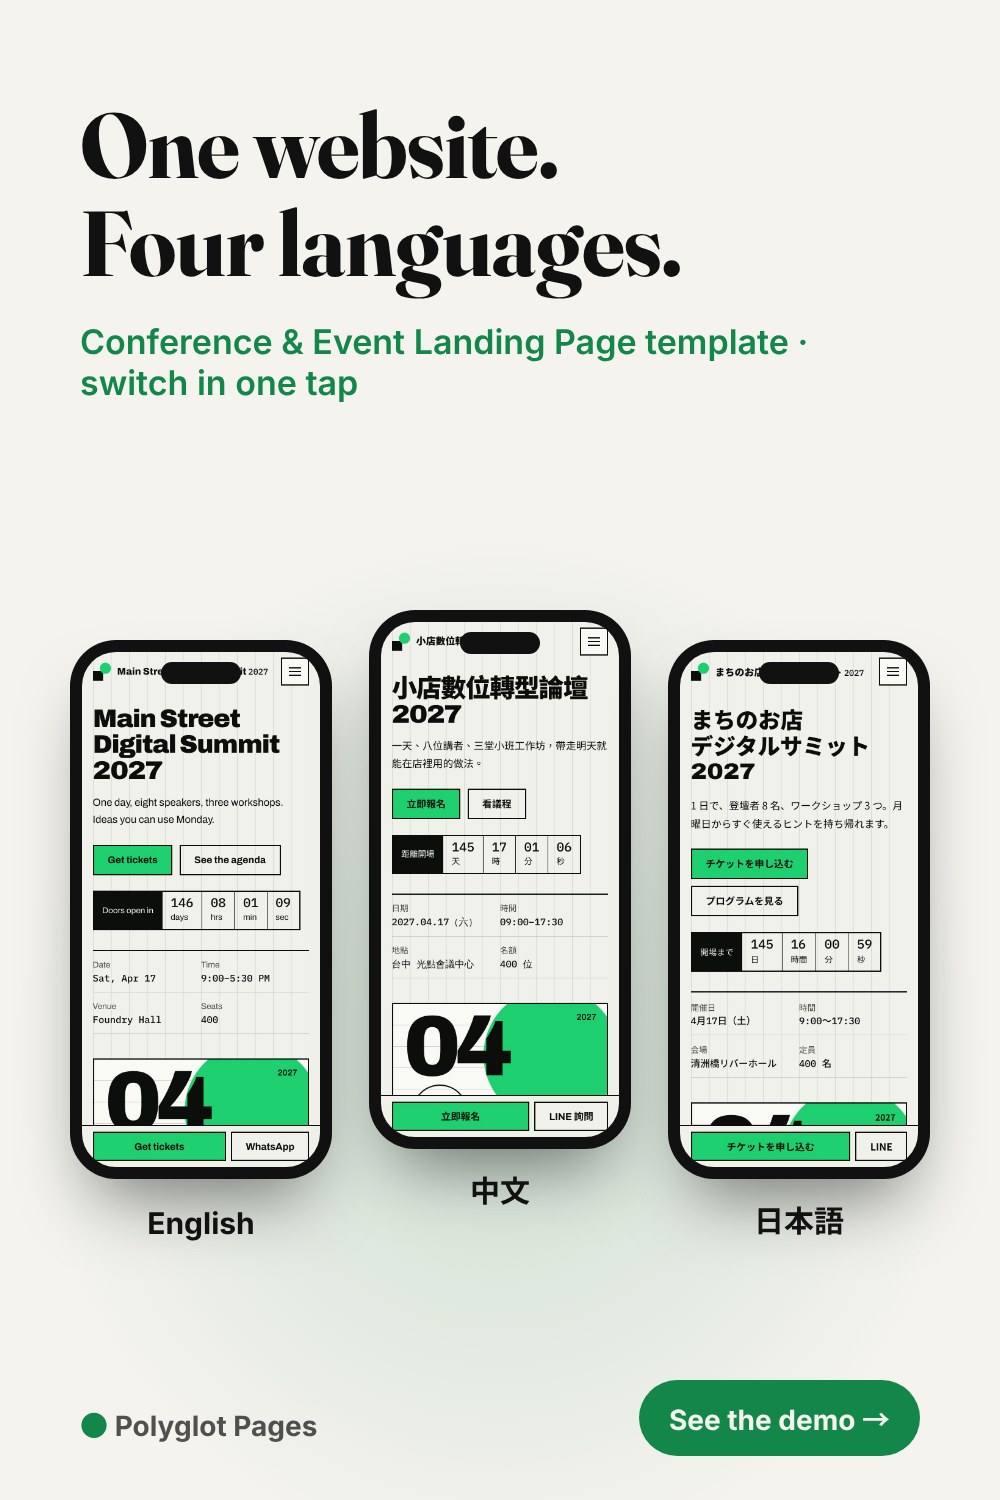 One website.
Four languages.
Conference & Event Landing Page template ·
switch in one tap
Main Street
Digital Summit
2027
One day, eight speakers, three workshops.
Ideas you can use Monday.
Get tickets
See the agenda
Doors open in
146 08 01 09
days hrs min sec
Date Time
Sat, Apr 17 9:00–5:30 PM
Venue Seats
Foundry Hall 400
2027
04
Get tickets
WhatsApp
English
小店數位轉型論壇
2027
一天、八位講者、三堂小班工作坊，帶走明天就
能在店裡用的做法。
立即報名
看議程
距離開場
145 17 01 06
天 時 分 秒
日期 時間
2027.04.17（六） 09:00–17:30
地點 名額
台中 光點會議中心 400 位
2027
04
立即報名
LINE 詢問
中文
2027
まちのお店
デジタルサミット
2027
1 日で、登壇者 8 名、ワークショップ 3 つ。月
曜日からすぐ使えるヒントを持ち帰れます。
チケットを申し込む
プログラムを見る
開場まで
145 16 00 59
日 時間 分 秒
開催日 時間
4月17日（土） 9:00〜17:30
会場 定員
清洲橋リバーホール 400 名
2027
チケットを申し込む
LINE
日本語
Polyglot Pages
See the demo →